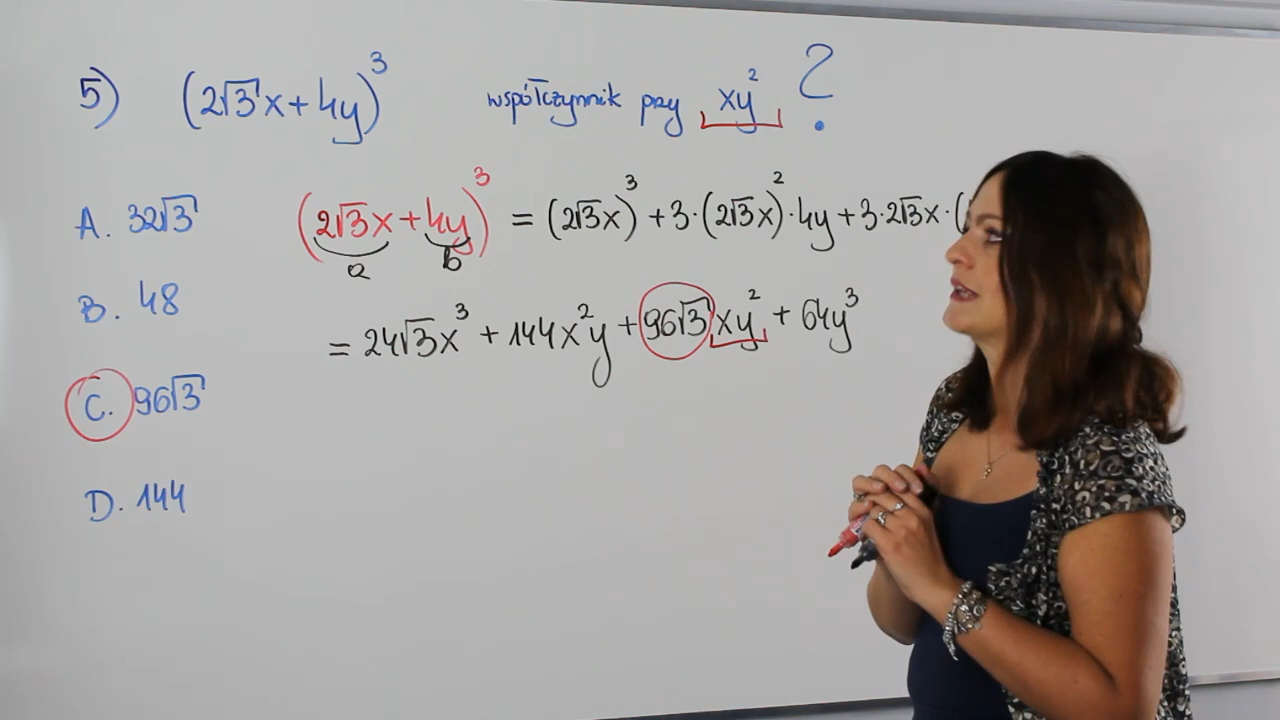 5) (2√3x+4y)³ współczynnik przy xy² ?
A. 32√3
(2√3x+4y)³ = (2√3x)³ + 3·(2√3x)²·4y + 3·2√3x·(
a b
B. 48
= 24√3x³ + 144x²y + 96√3xy² + 64y³
C. 96√3
D. 144